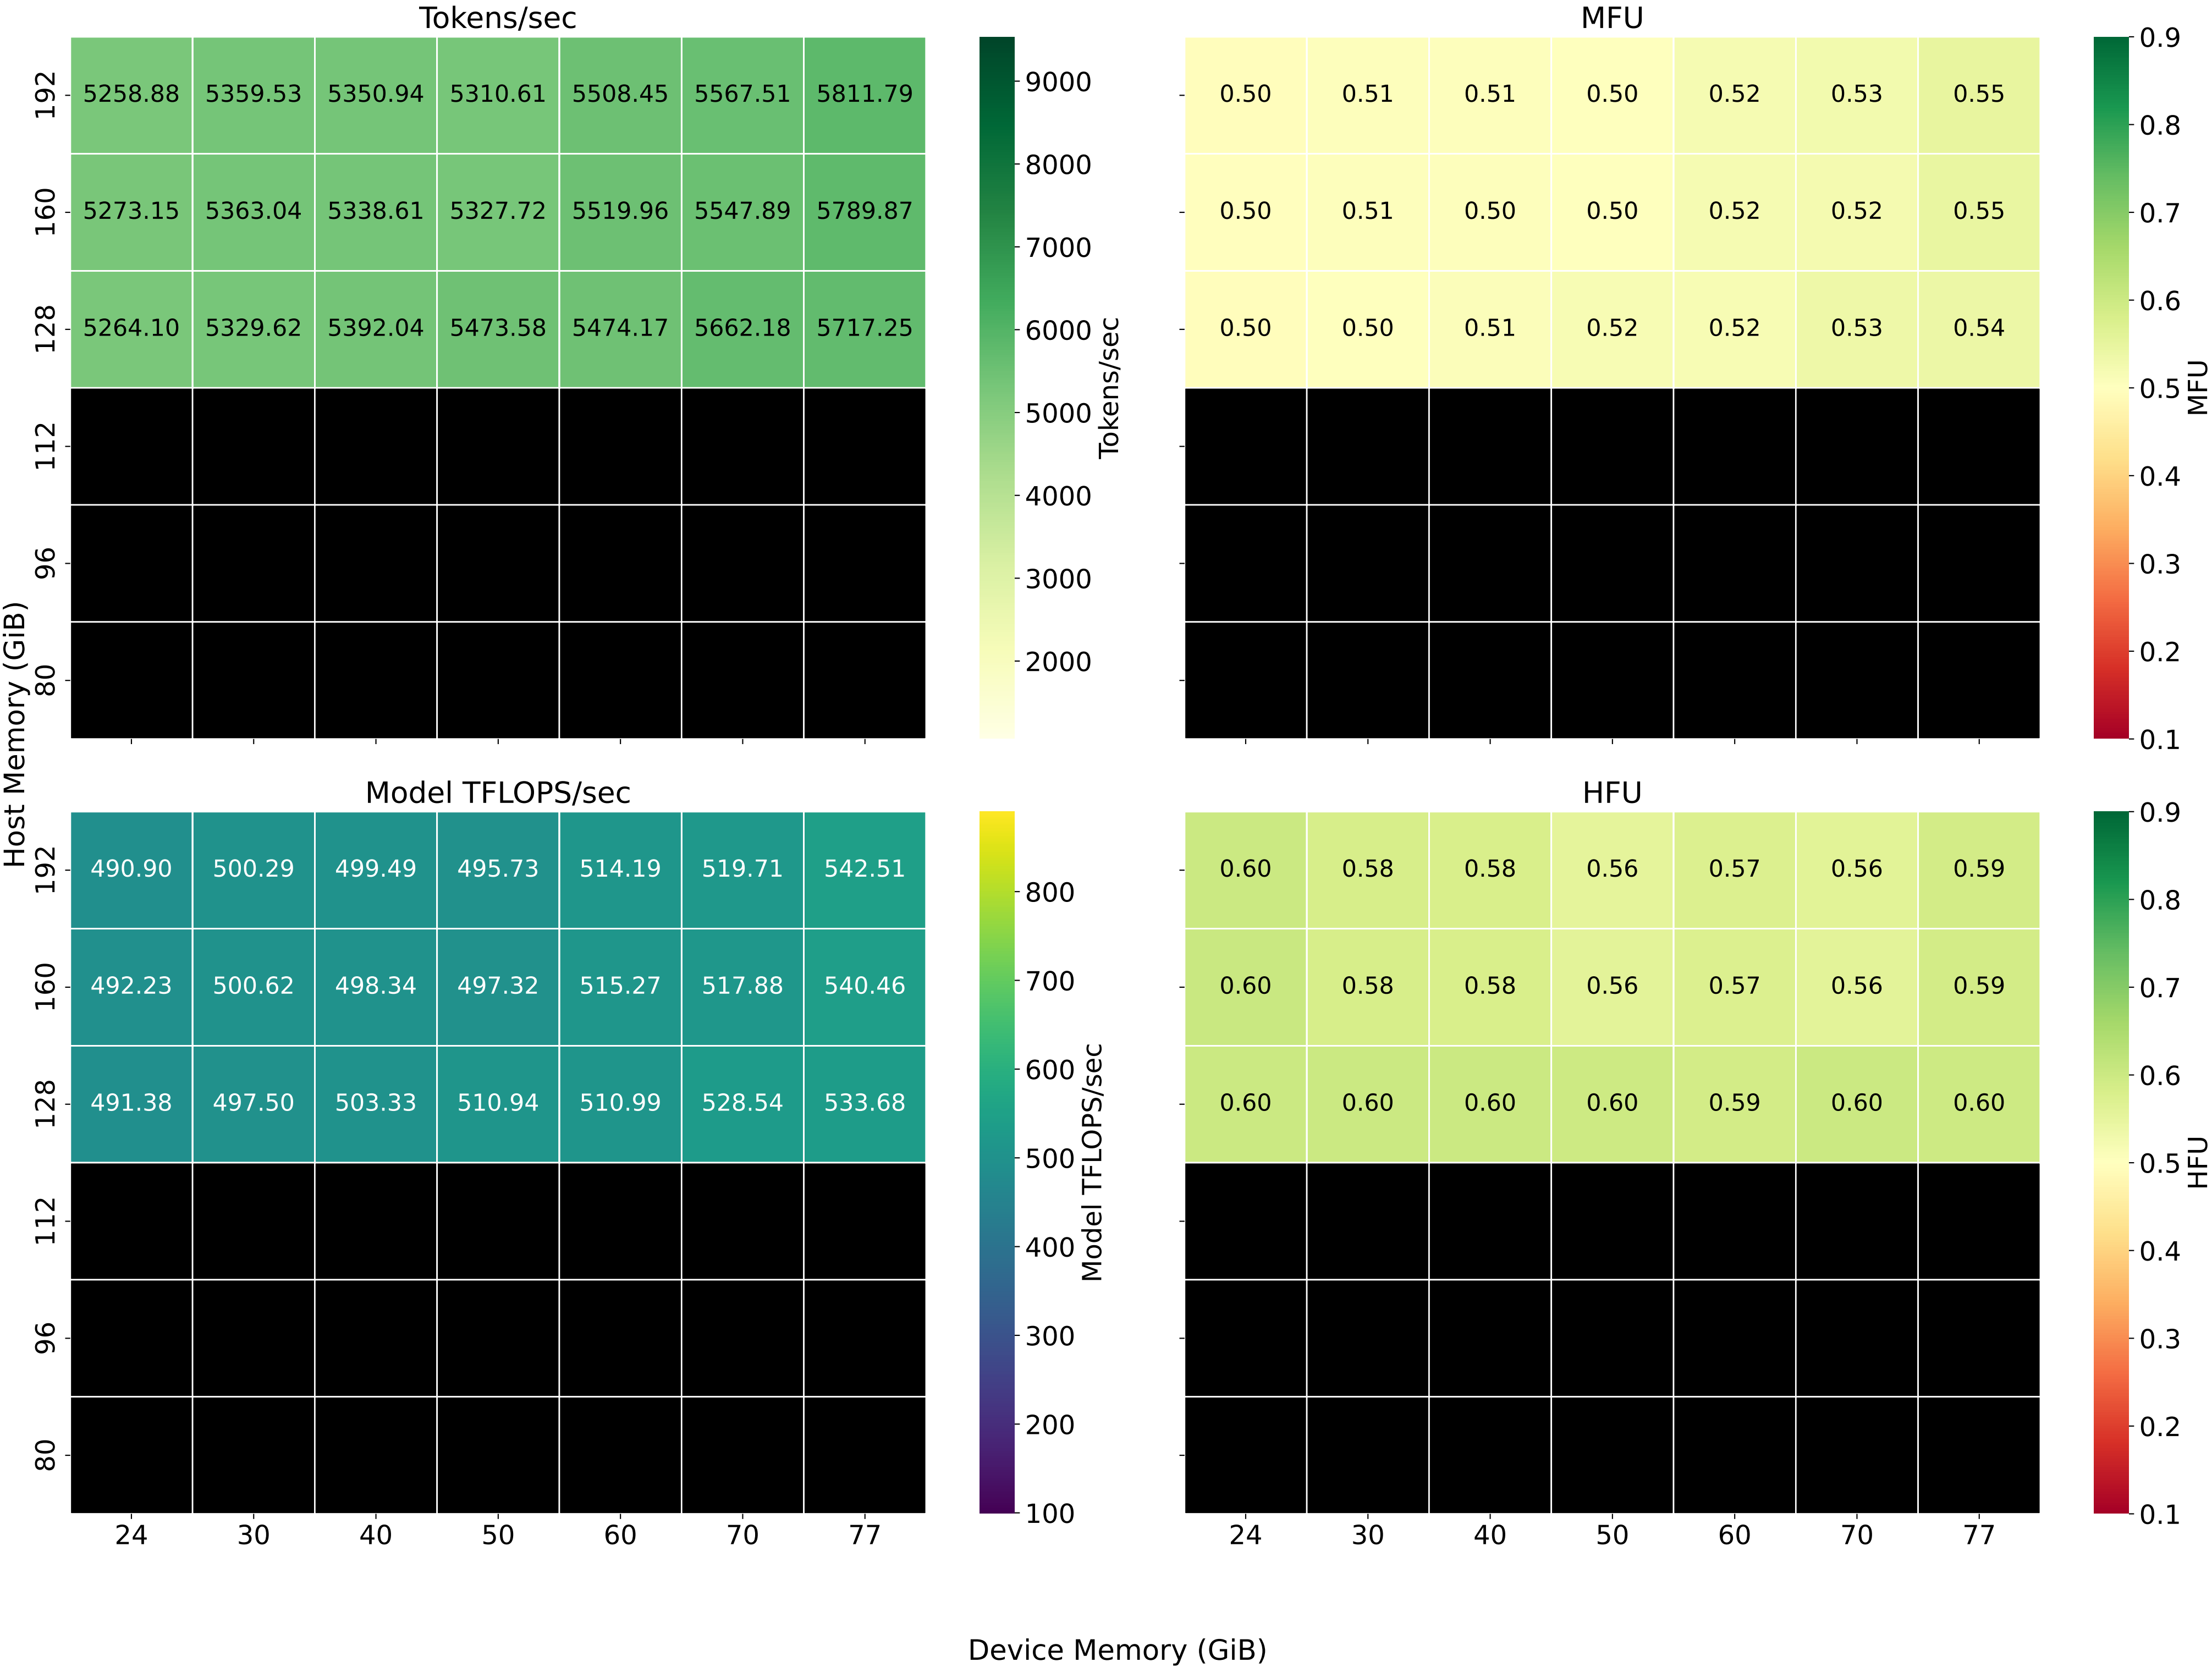 Tokens/sec
192 5258.88 5359.53 5350.94 5310.61 5508.45 5567.51 5811.79
160 5273.15 5363.04 5338.61 5327.72 5519.96 5547.89 5789.87
128 5264.10 5329.62 5392.04 5473.58 5474.17 5662.18 5717.25
112
96
80
9000
8000
7000
6000
5000
4000
3000
2000
Tokens/sec
MFU
0.50 0.51 0.51 0.50 0.52 0.53 0.55
0.50 0.51 0.50 0.50 0.52 0.52 0.55
0.50 0.50 0.51 0.52 0.52 0.53 0.54
0.9
0.8
0.7
0.6
0.5
0.4
0.3
0.2
0.1
MFU
Host Memory (GiB)
Model TFLOPS/sec
192 490.90 500.29 499.49 495.73 514.19 519.71 542.51
160 492.23 500.62 498.34 497.32 515.27 517.88 540.46
128 491.38 497.50 503.33 510.94 510.99 528.54 533.68
112
96
80
24 30 40 50 60 70 77
800
700
600
500
400
300
200
100
Model TFLOPS/sec
HFU
0.60 0.58 0.58 0.56 0.57 0.56 0.59
0.60 0.58 0.58 0.56 0.57 0.56 0.59
0.60 0.60 0.60 0.60 0.59 0.60 0.60
24 30 40 50 60 70 77
0.9
0.8
0.7
0.6
0.5
0.4
0.3
0.2
0.1
HFU
Device Memory (GiB)